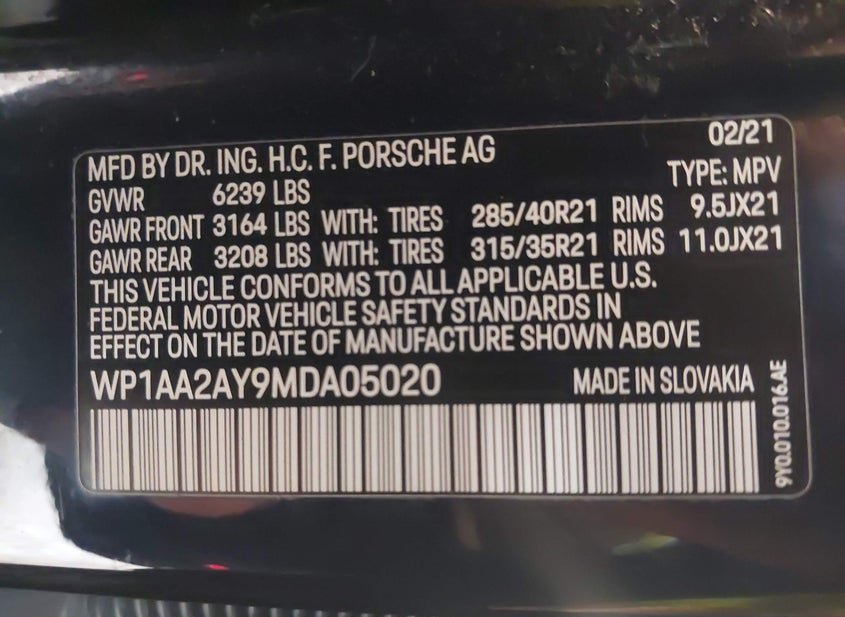 02/21
MFD BY DR. ING. H.C. F. PORSCHE AG
TYPE: MPV
GVWR 6239 LBS
GAWR FRONT 3164 LBS WITH: TIRES 285/40R21 RIMS 9.5JX21
GAWR REAR 3208 LBS WITH: TIRES 315/35R21 RIMS 11.0JX21
THIS VEHICLE CONFORMS TO ALL APPLICABLE U.S.
FEDERAL MOTOR VEHICLE SAFETY STANDARDS IN
EFFECT ON THE DATE OF MANUFACTURE SHOWN ABOVE
WP1AA2AY9MDA05020 MADE IN SLOVAKIA
9Y0.010.016.AE